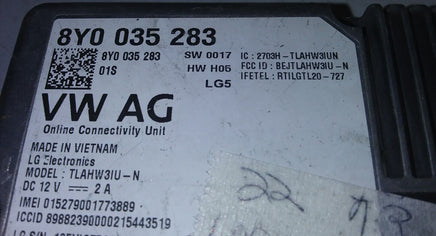 8Y0 035 283
8Y0 035 283 SW 0017 IC : 2703H-TLAHW3IUN
01S HW H06 FCC ID : BEJTLAHW3IU-N
LG5 IFETEL : RTILGTL20-727
VW AG
Online Connectivity Unit
MADE IN VIETNAM
LG Electronics
MODEL : TLAHW3IU-N
DC 12 V 2 A
IMEI 015279001773889
ICCID 89882390000215443519
22